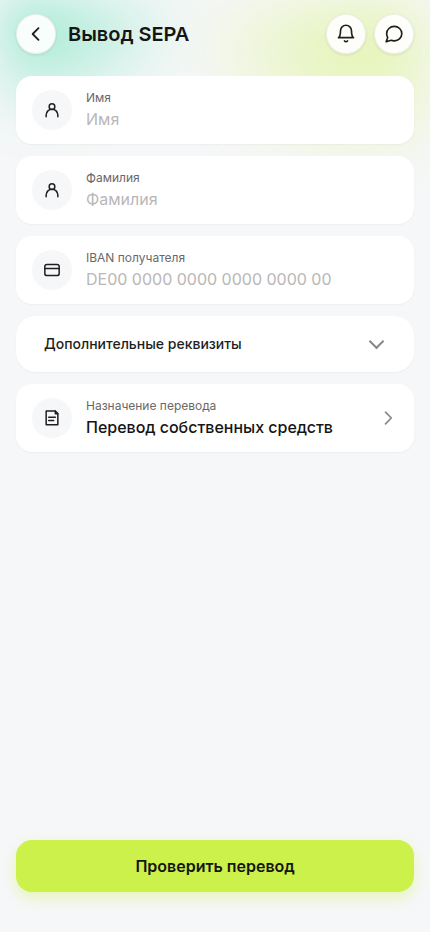 Вывод SEPA
Имя
Имя
Фамилия
Фамилия
IBAN получателя
DE00 0000 0000 0000 0000 00
Дополнительные реквизиты
Назначение перевода
Перевод собственных средств
Проверить перевод